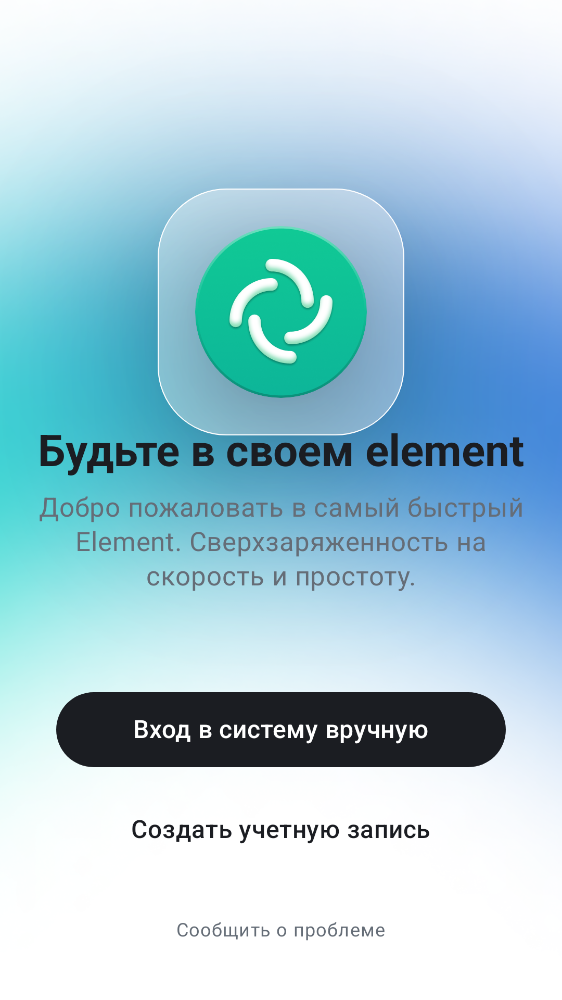 Будьте в своем element
Добро пожаловать в самый быстрый
Element. Сверхзаряженность на
скорость и простоту.
Вход в систему вручную
Создать учетную запись
Сообщить о проблеме